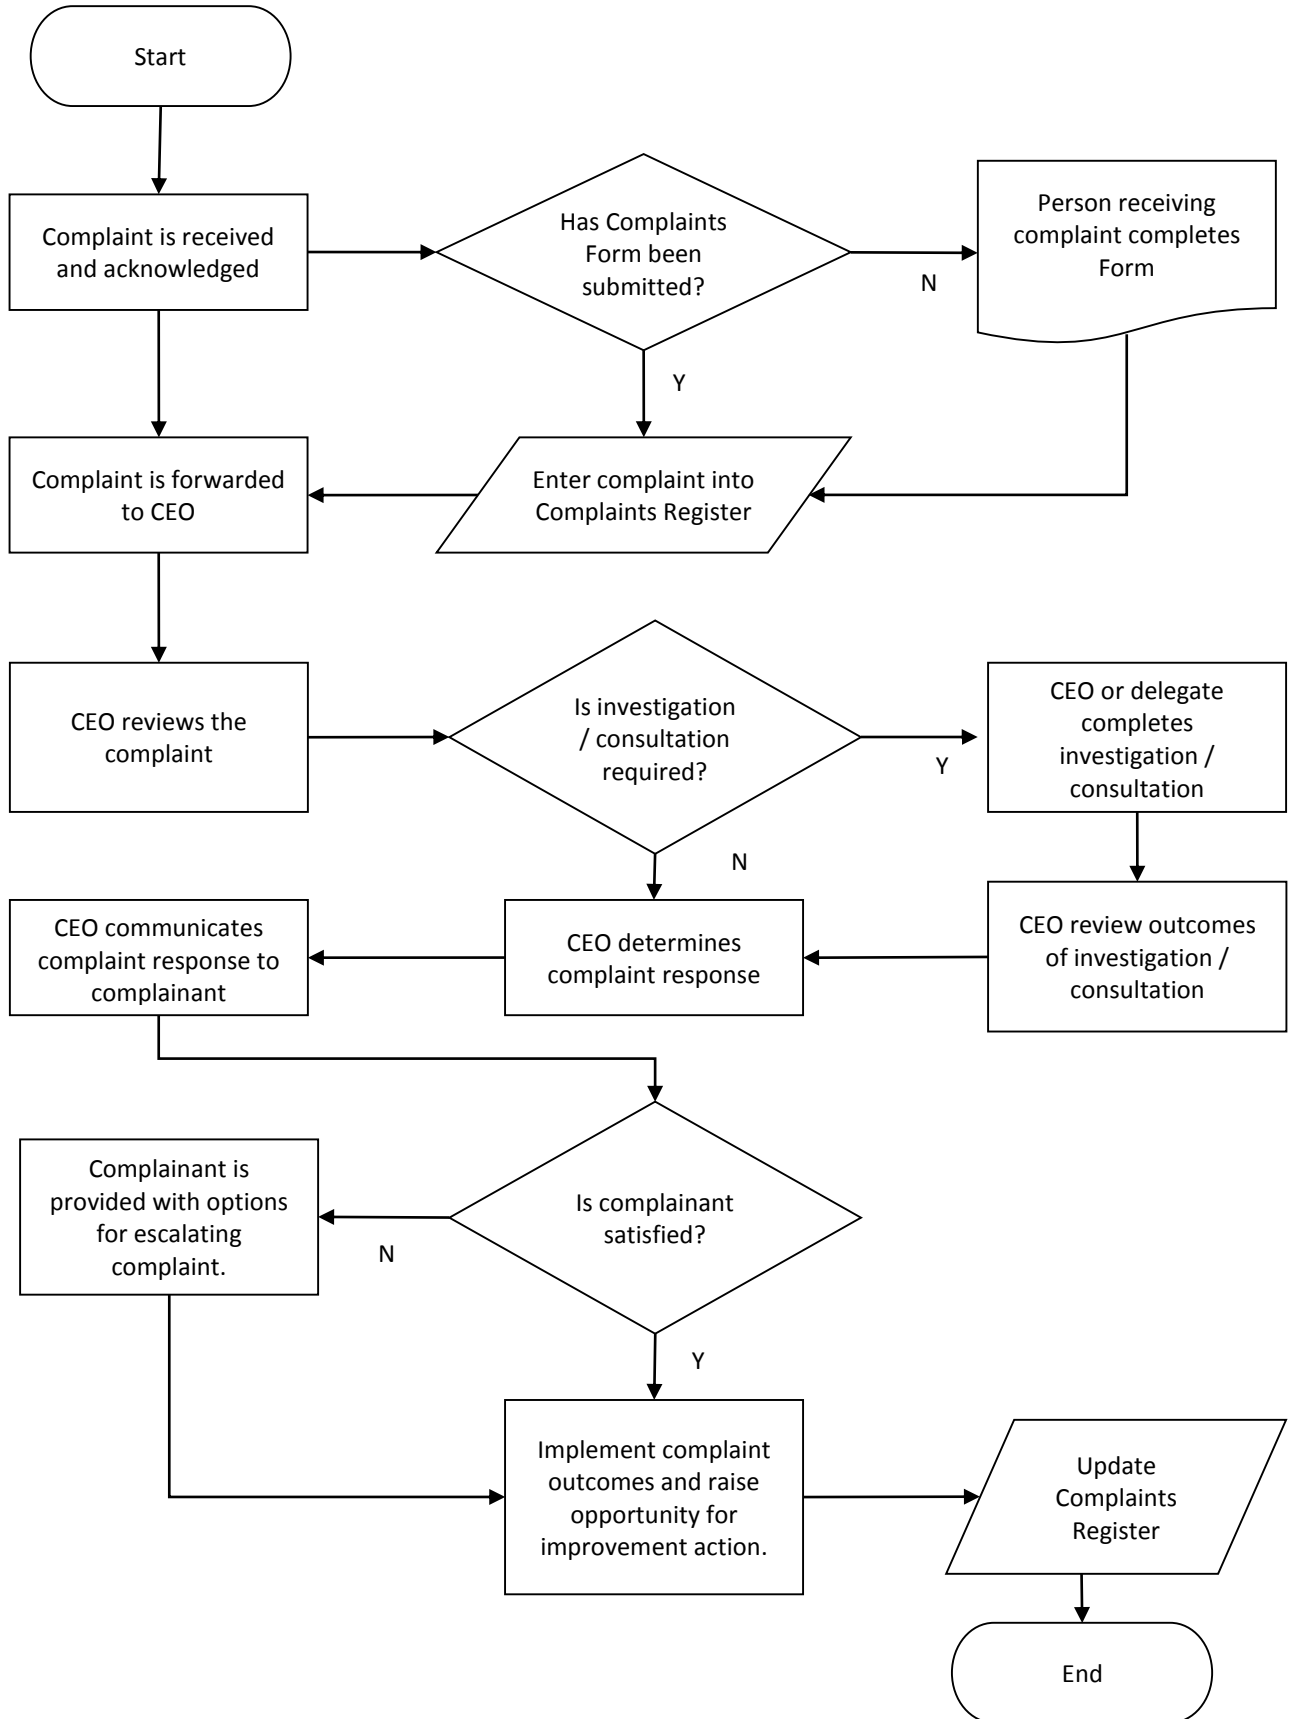 Start
Complaint is received
and acknowledged
Has Complaints
Form been
submitted?
N
Person receiving
complaint completes
Form
Y
Complaint is forwarded
to CEO
Enter complaint into
Complaints Register
CEO reviews the
complaint
Is investigation
/ consultation
required?
Y
CEO or delegate
completes
investigation /
consultation
N
CEO communicates
complaint response to
complainant
CEO determines
complaint response
CEO review outcomes
of investigation /
consultation
Complainant is
provided with options
for escalating
complaint.
N
Is complainant
satisfied?
Y
Implement complaint
outcomes and raise
opportunity for
improvement action.
Update
Complaints
Register
End